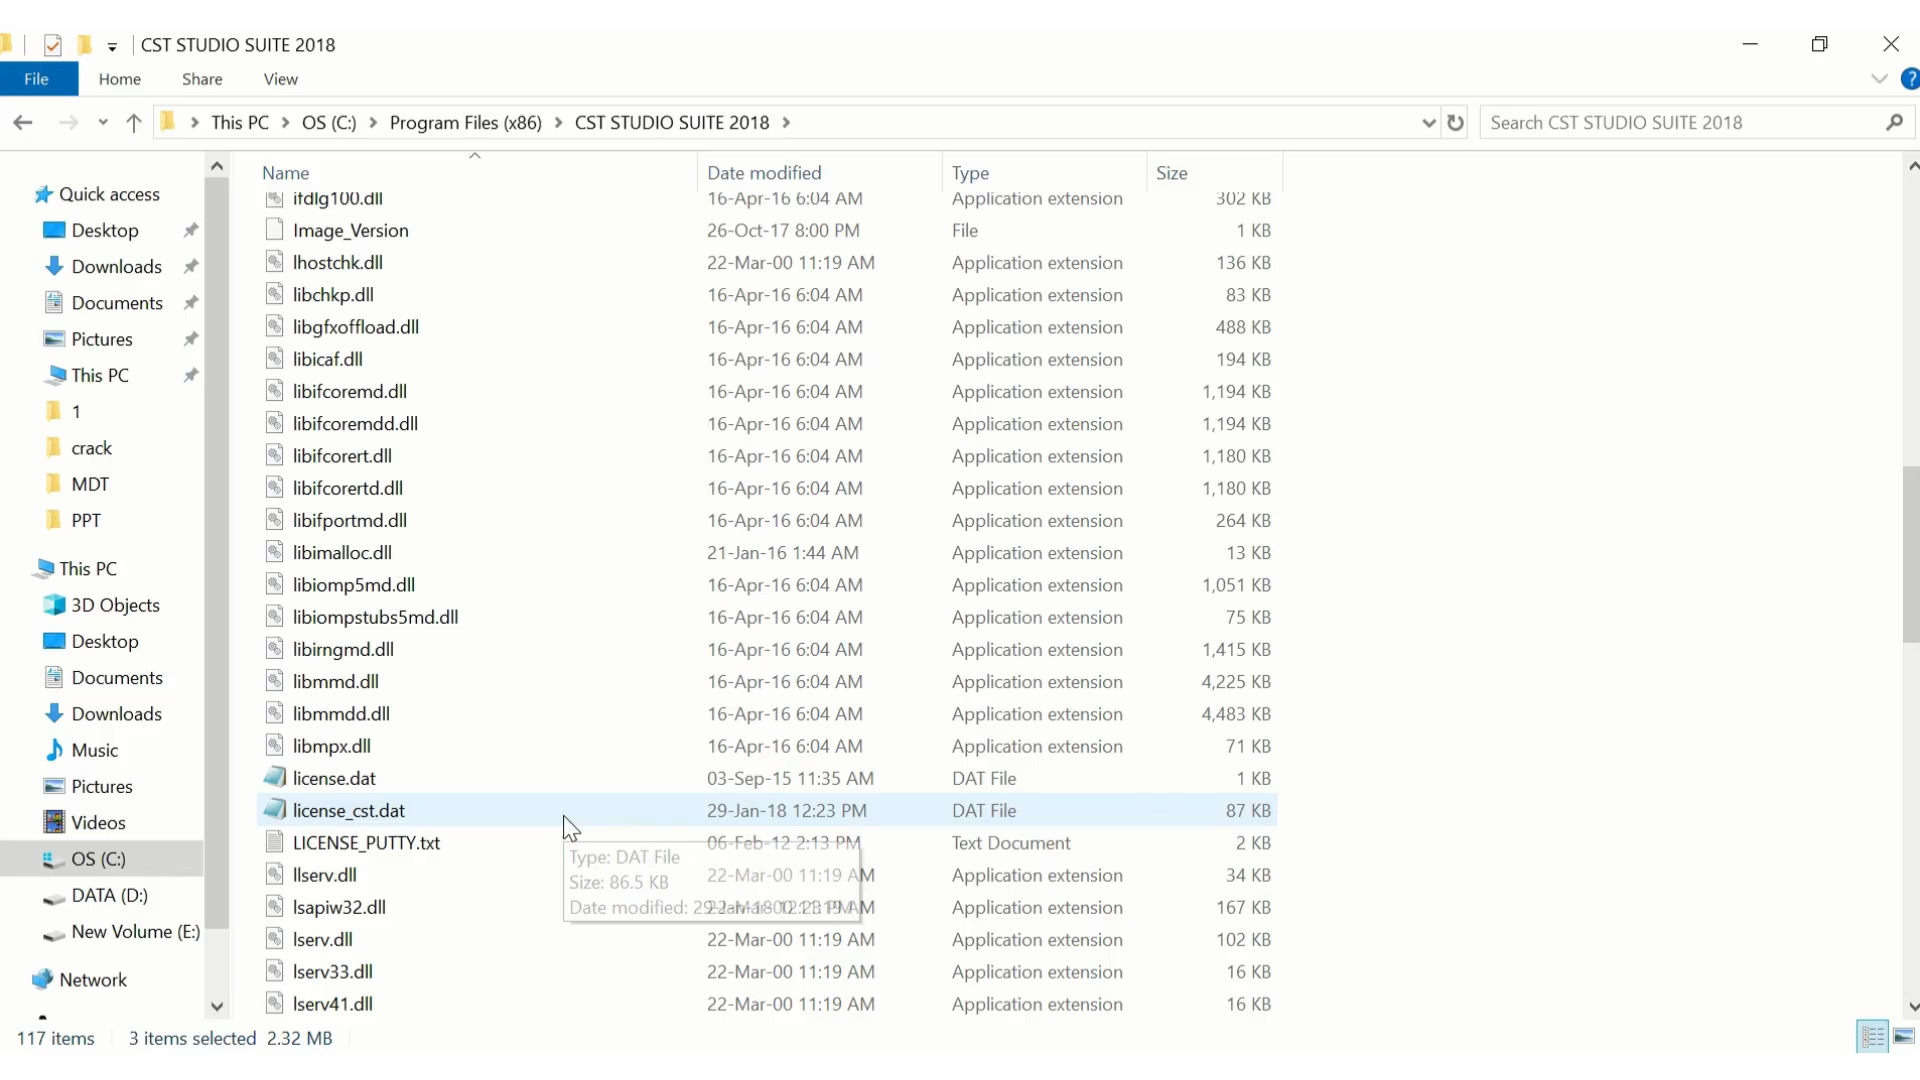 CST STUDIO SUITE 2018
File Home Share View
This PC OS (C:) Program Files (x86) CST STUDIO SUITE 2018
Search CST STUDIO SUITE 2018
Name Date modified Type Size
Quick access
Desktop
Downloads
Documents
Pictures
This PC
1
crack
MDT
PPT
This PC
3D Objects
Desktop
Documents
Downloads
Music
Pictures
Videos
OS (C:)
DATA (D:)
New Volume (E:)
Network
ifdlg100.dll 16-Apr-16 6:04 AM Application extension 302 KB
Image_Version 26-Oct-17 8:00 PM File 1 KB
lhostchk.dll 22-Mar-00 11:19 AM Application extension 136 KB
libchkp.dll 16-Apr-16 6:04 AM Application extension 83 KB
libgfxoffload.dll 16-Apr-16 6:04 AM Application extension 488 KB
libicaf.dll 16-Apr-16 6:04 AM Application extension 194 KB
libifcoremd.dll 16-Apr-16 6:04 AM Application extension 1,194 KB
libifcoremdd.dll 16-Apr-16 6:04 AM Application extension 1,194 KB
libifcorert.dll 16-Apr-16 6:04 AM Application extension 1,180 KB
libifcorertd.dll 16-Apr-16 6:04 AM Application extension 1,180 KB
libifportmd.dll 16-Apr-16 6:04 AM Application extension 264 KB
libimalloc.dll 21-Jan-16 1:44 AM Application extension 13 KB
libiomp5md.dll 16-Apr-16 6:04 AM Application extension 1,051 KB
libiompstubs5md.dll 16-Apr-16 6:04 AM Application extension 75 KB
libirngmd.dll 16-Apr-16 6:04 AM Application extension 1,415 KB
libmmd.dll 16-Apr-16 6:04 AM Application extension 4,225 KB
libmmdd.dll 16-Apr-16 6:04 AM Application extension 4,483 KB
libmpx.dll 16-Apr-16 6:04 AM Application extension 71 KB
license.dat 03-Sep-15 11:35 AM DAT File 1 KB
license_cst.dat 29-Jan-18 12:23 PM DAT File 87 KB
LICENSE_PUTTY.txt 06-Feb-12 2:13 PM Text Document 2 KB
llserv.dll 22-Mar-00 11:19 AM Application extension 34 KB
lsapiw32.dll Application extension 167 KB
lserv.dll 22-Mar-00 11:19 AM Application extension 102 KB
lserv33.dll 22-Mar-00 11:19 AM Application extension 16 KB
lserv41.dll 22-Mar-00 11:19 AM Application extension 16 KB
Type: DAT File
Size: 86.5 KB
Date modified:
117 items 3 items selected 2.32 MB